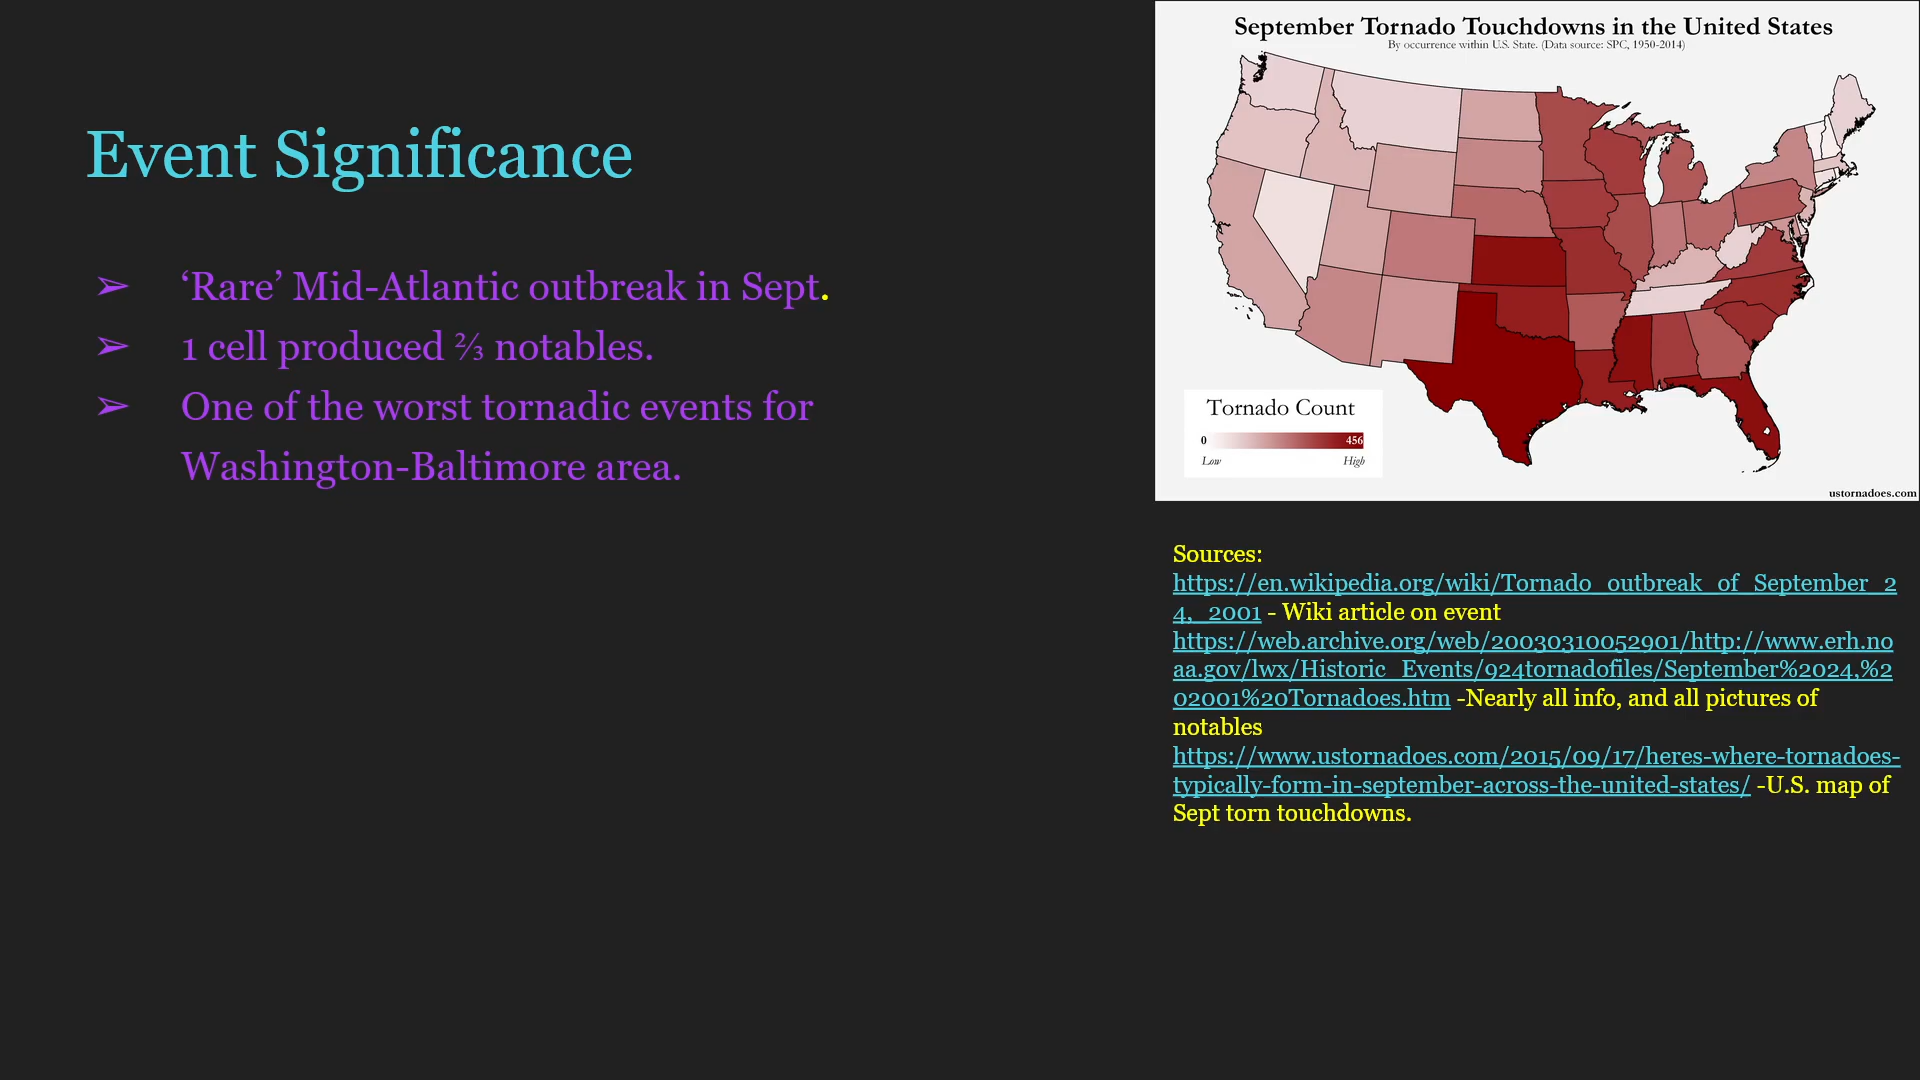 Event Significance
➢ ‘Rare’ Mid-Atlantic outbreak in Sept.
➢ 1 cell produced ⅔ notables.
➢ One of the worst tornadic events for
Washington-Baltimore area.
September Tornado Touchdowns in the United States
By occurrence within U.S. State. (Data source: SPC, 1950-2014)
Tornado Count
0 456
Low High
ustornadoes.com
Sources:
https://en.wikipedia.org/wiki/Tornado_outbreak_of_September_2
4,_2001 - Wiki article on event
https://web.archive.org/web/20030310052901/http://www.erh.no
aa.gov/lwx/Historic_Events/924tornadofiles/September%2024,%2
02001%20Tornadoes.htm -Nearly all info, and all pictures of
notables
https://www.ustornadoes.com/2015/09/17/heres-where-tornadoes-
typically-form-in-september-across-the-united-states/ -U.S. map of
Sept torn touchdowns.